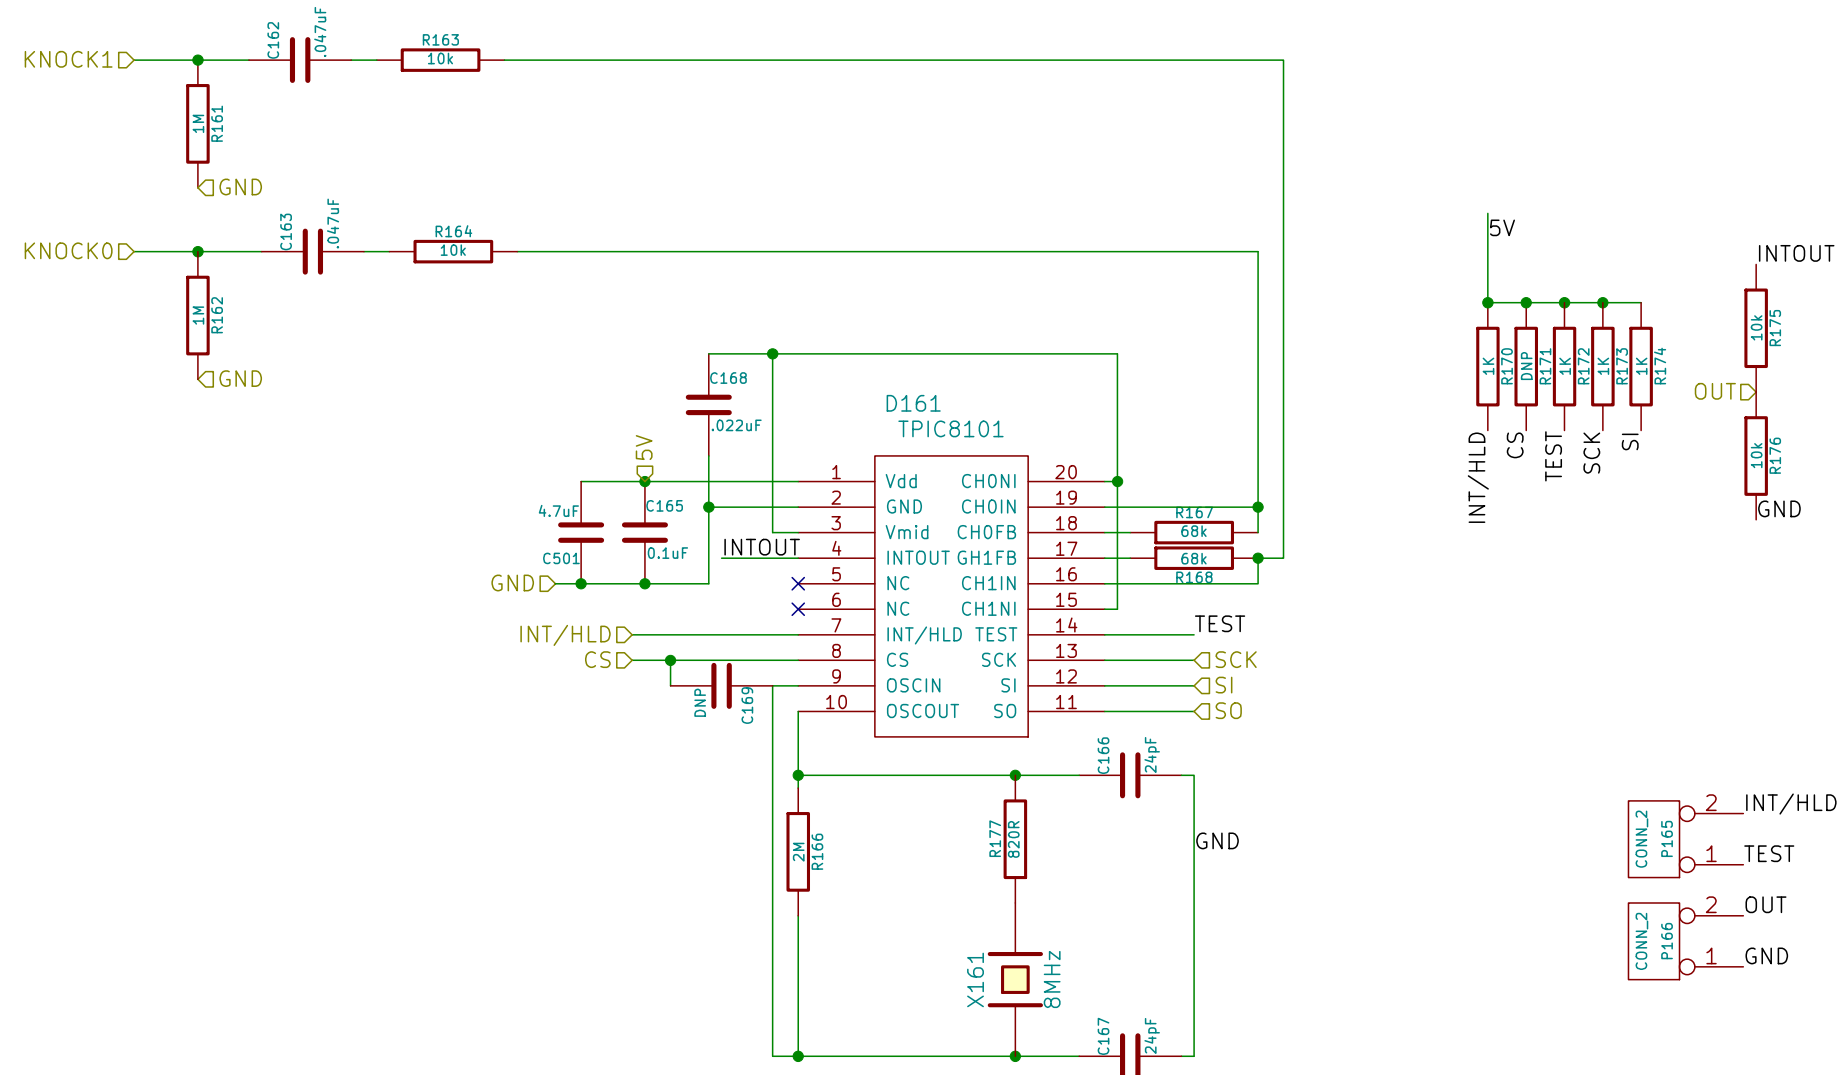 KNOCK1
C162
.047uF
R163
10k
1M
R161
GND
KNOCK0
C163
.047uF
R164
10k
1M
R162
GND
C168
.022uF
D161
TPIC8101
5V
4.7uF
C501
C165
0.1uF
GND
INTOUT
1 Vdd
2 GND
3 Vmid
4 INTOUT
5 NC
6 NC
7 INT/HLD
8 CS
9 OSCIN
10 OSCOUT
CH0NI 20
CH0IN 19
CH0FB 18
GH1FB 17
CH1IN 16
CH1NI 15
TEST 14
SCK 13
SI 12
SO 11
R167
68k
68k
R168
TEST
SCK
SI
SO
INT/HLD
CS
DNP
C169
2M
R166
R177
820R
C166
24pF
GND
X161
8MHz
C167
24pF
5V
1K
R170
DNP
R171
1K
R172
1K
R173
1K
R174
INT/HLD
CS
TEST
SCK
SI
INTOUT
10k
R175
OUT
10k
R176
GND
CONN_2
P165
2 INT/HLD
1 TEST
CONN_2
P166
2 OUT
1 GND